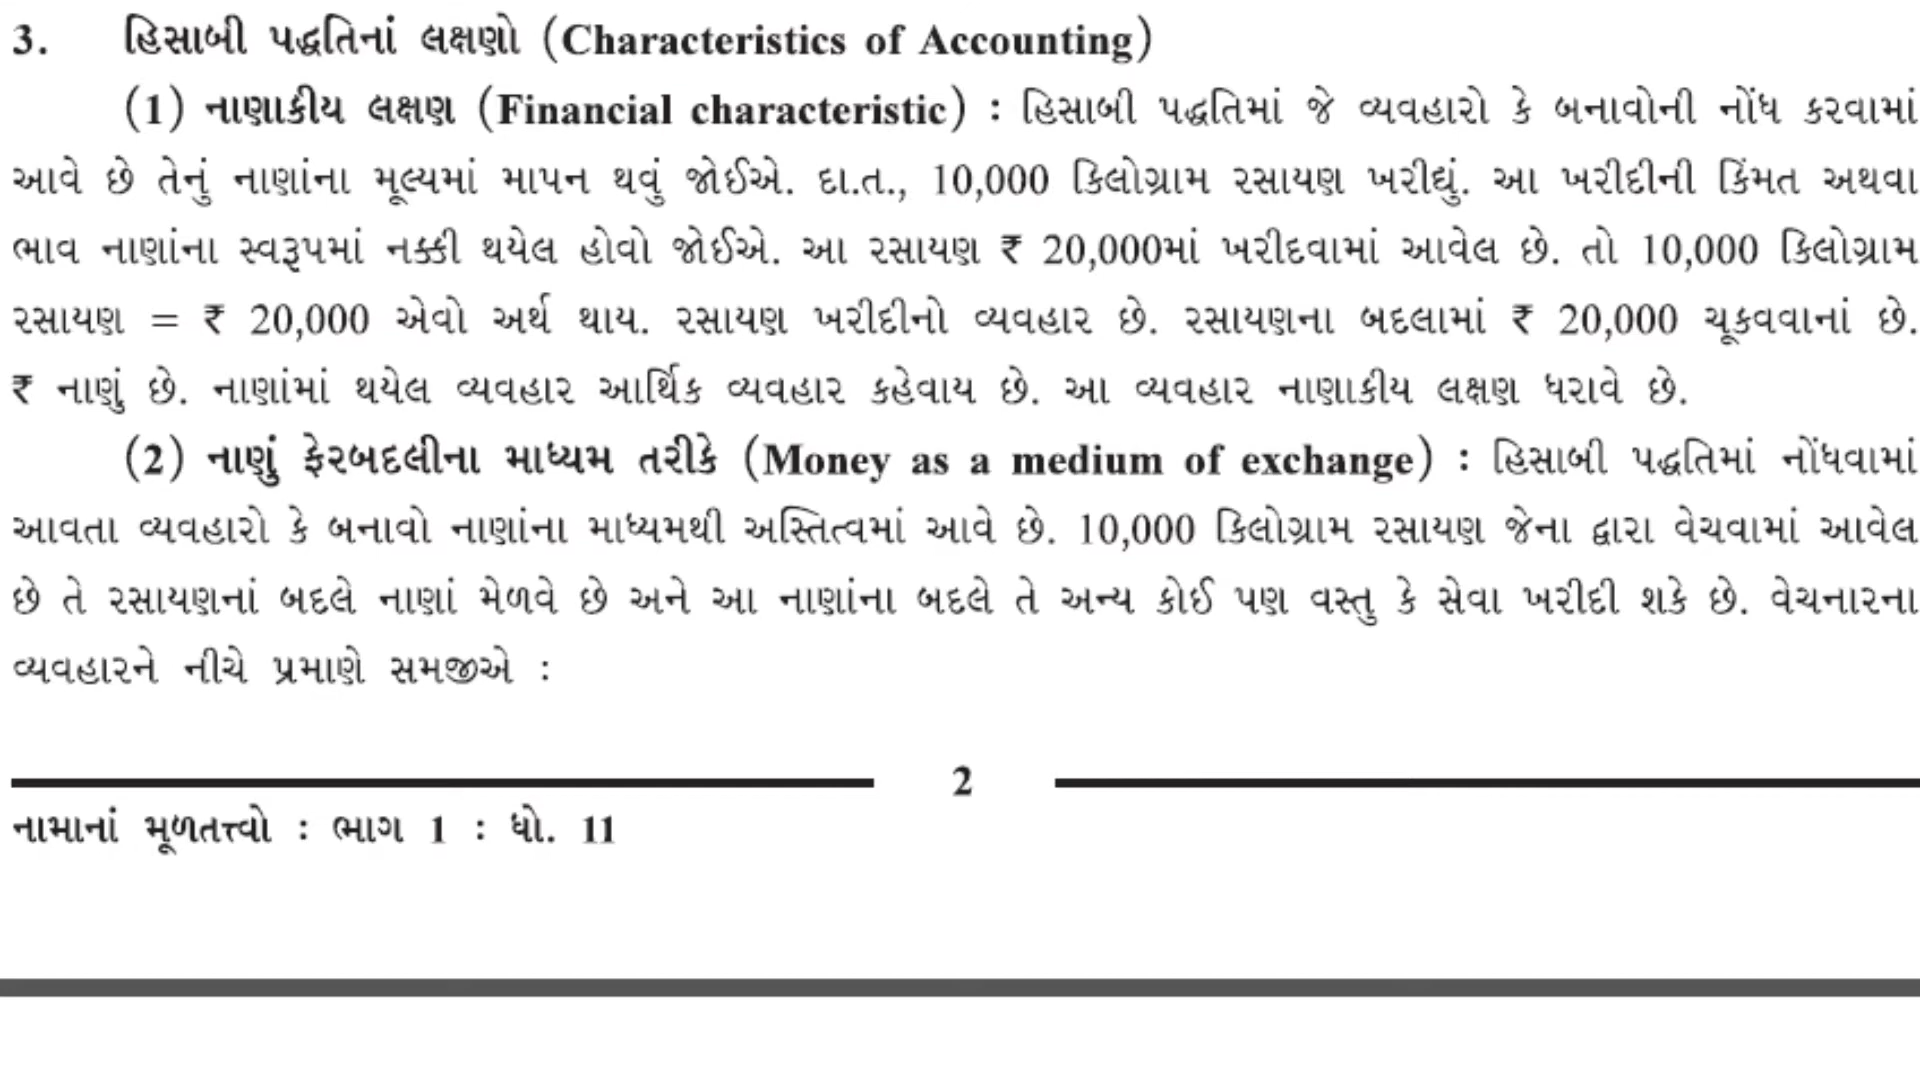 3. હિસાબી પદ્ધતિનાં લક્ષણો (Characteristics of Accounting)
(1) નાણાકીય લક્ષણ (Financial characteristic) : હિસાબી પદ્ધતિમાં જે વ્યવહારો કે બનાવોની નોંધ કરવામાં
આવે છે તેનું નાણાંના મૂલ્યમાં માપન થવું જોઈએ. દા.ત., 10,000 કિલોગ્રામ રસાયણ ખરીદ્યું. આ ખરીદીની કિંમત અથવા
ભાવ નાણાંના સ્વરૂપમાં નક્કી થયેલ હોવો જોઈએ. આ રસાયણ ₹ 20,000માં ખરીદવામાં આવેલ છે. તો 10,000 કિલોગ્રામ
રસાયણ = ₹ 20,000 એવો અર્થ થાય. રસાયણ ખરીદીનો વ્યવહાર છે. રસાયણના બદલામાં ₹ 20,000 ચૂકવવાનાં છે.
₹ નાણું છે. નાણાંમાં થયેલ વ્યવહાર આર્થિક વ્યવહાર કહેવાય છે. આ વ્યવહાર નાણાકીય લક્ષણ ધરાવે છે.
(2) નાણું ફેરબદલીના માધ્યમ તરીકે (Money as a medium of exchange) : હિસાબી પદ્ધતિમાં નોંધવામાં
આવતા વ્યવહારો કે બનાવો નાણાંના માધ્યમથી અસ્તિત્વમાં આવે છે. 10,000 કિલોગ્રામ રસાયણ જેના દ્વારા વેચવામાં આવેલ
છે તે રસાયણનાં બદલે નાણાં મેળવે છે અને આ નાણાંના બદલે તે અન્ય કોઈ પણ વસ્તુ કે સેવા ખરીદી શકે છે. વેચનારના
વ્યવહારને નીચે પ્રમાણે સમજીએ :
2
નામાનાં મૂળતત્ત્વો : ભાગ 1 : ધો. 11